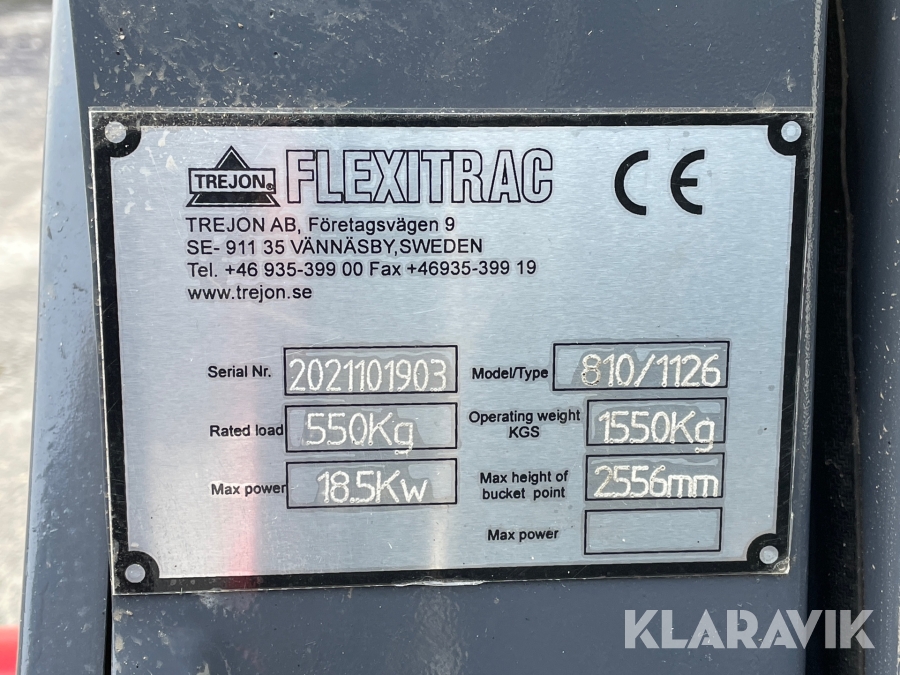 TREJON® FLEXITRAC CE
TREJON AB, Företagsvägen 9
SE- 911 35 VÄNNÄSBY,SWEDEN
Tel. +46 935-399 00 Fax +46935-399 19
www.trejon.se
Serial Nr. 2021101903 Model/Type 810/1126
Rated load 550Kg Operating weight KGS 1550Kg
Max power 18.5Kw Max height of bucket point 2556mm
Max power
KLARAVIK